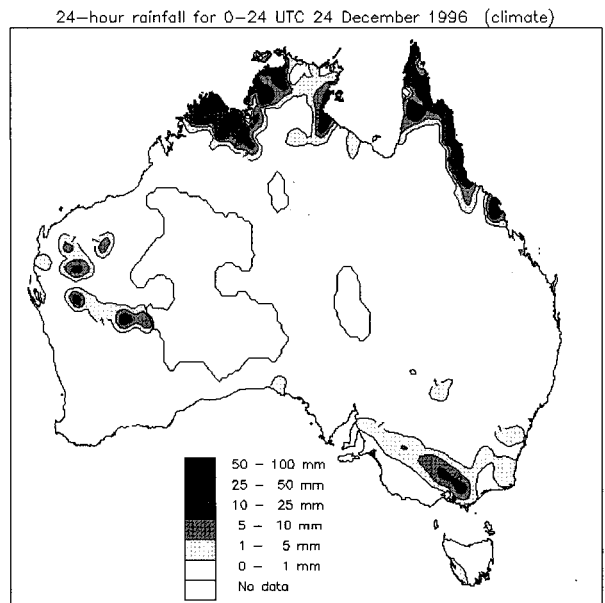 24-hour rainfall for 0-24 UTC 24 December 1996 (climate)
50 - 100 mm
25 - 50 mm
10 - 25 mm
5 - 10 mm
1 - 5 mm
0 - 1 mm
No data